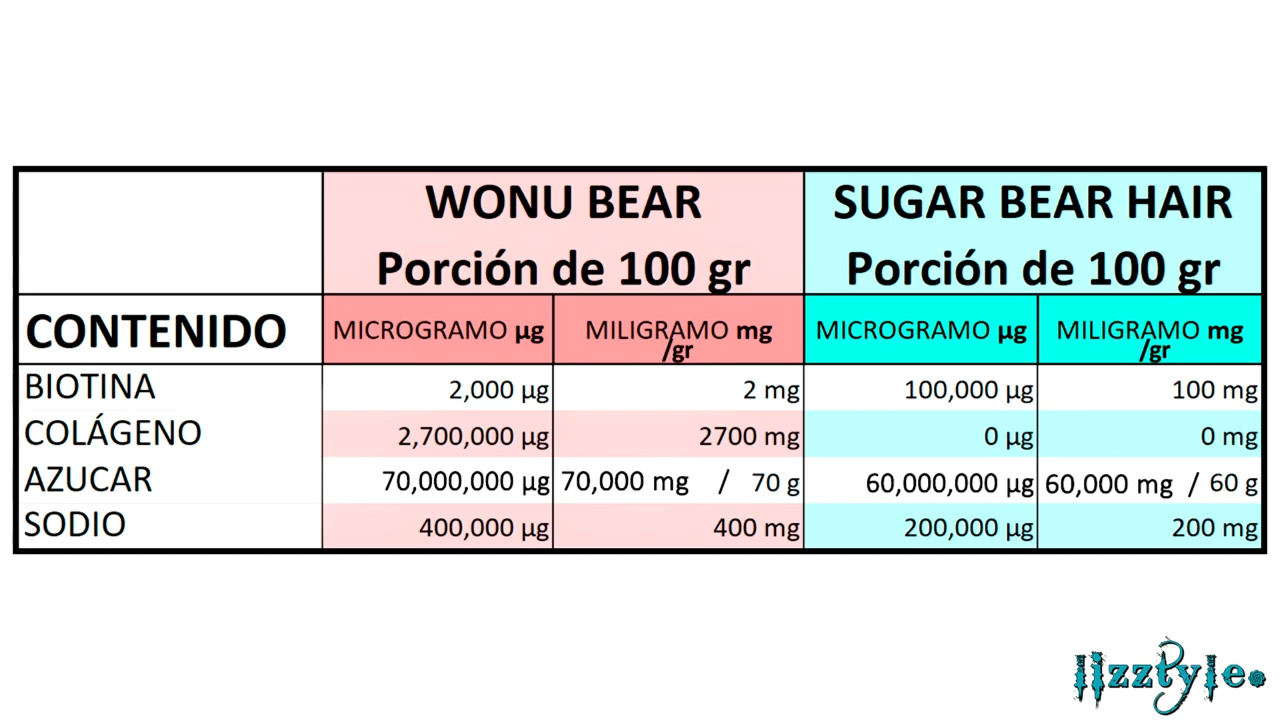 WONU BEAR SUGAR BEAR HAIR
Porción de 100 gr Porción de 100 gr
CONTENIDO MICROGRAMO µg MILIGRAMO mg /gr MICROGRAMO µg MILIGRAMO mg /gr
BIOTINA 2,000 µg 2 mg 100,000 µg 100 mg
COLÁGENO 2,700,000 µg 2700 mg 0 µg 0 mg
AZUCAR 70,000,000 µg 70,000 mg / 70 g 60,000,000 µg 60,000 mg / 60 g
SODIO 400,000 µg 400 mg 200,000 µg 200 mg
lizztyle.